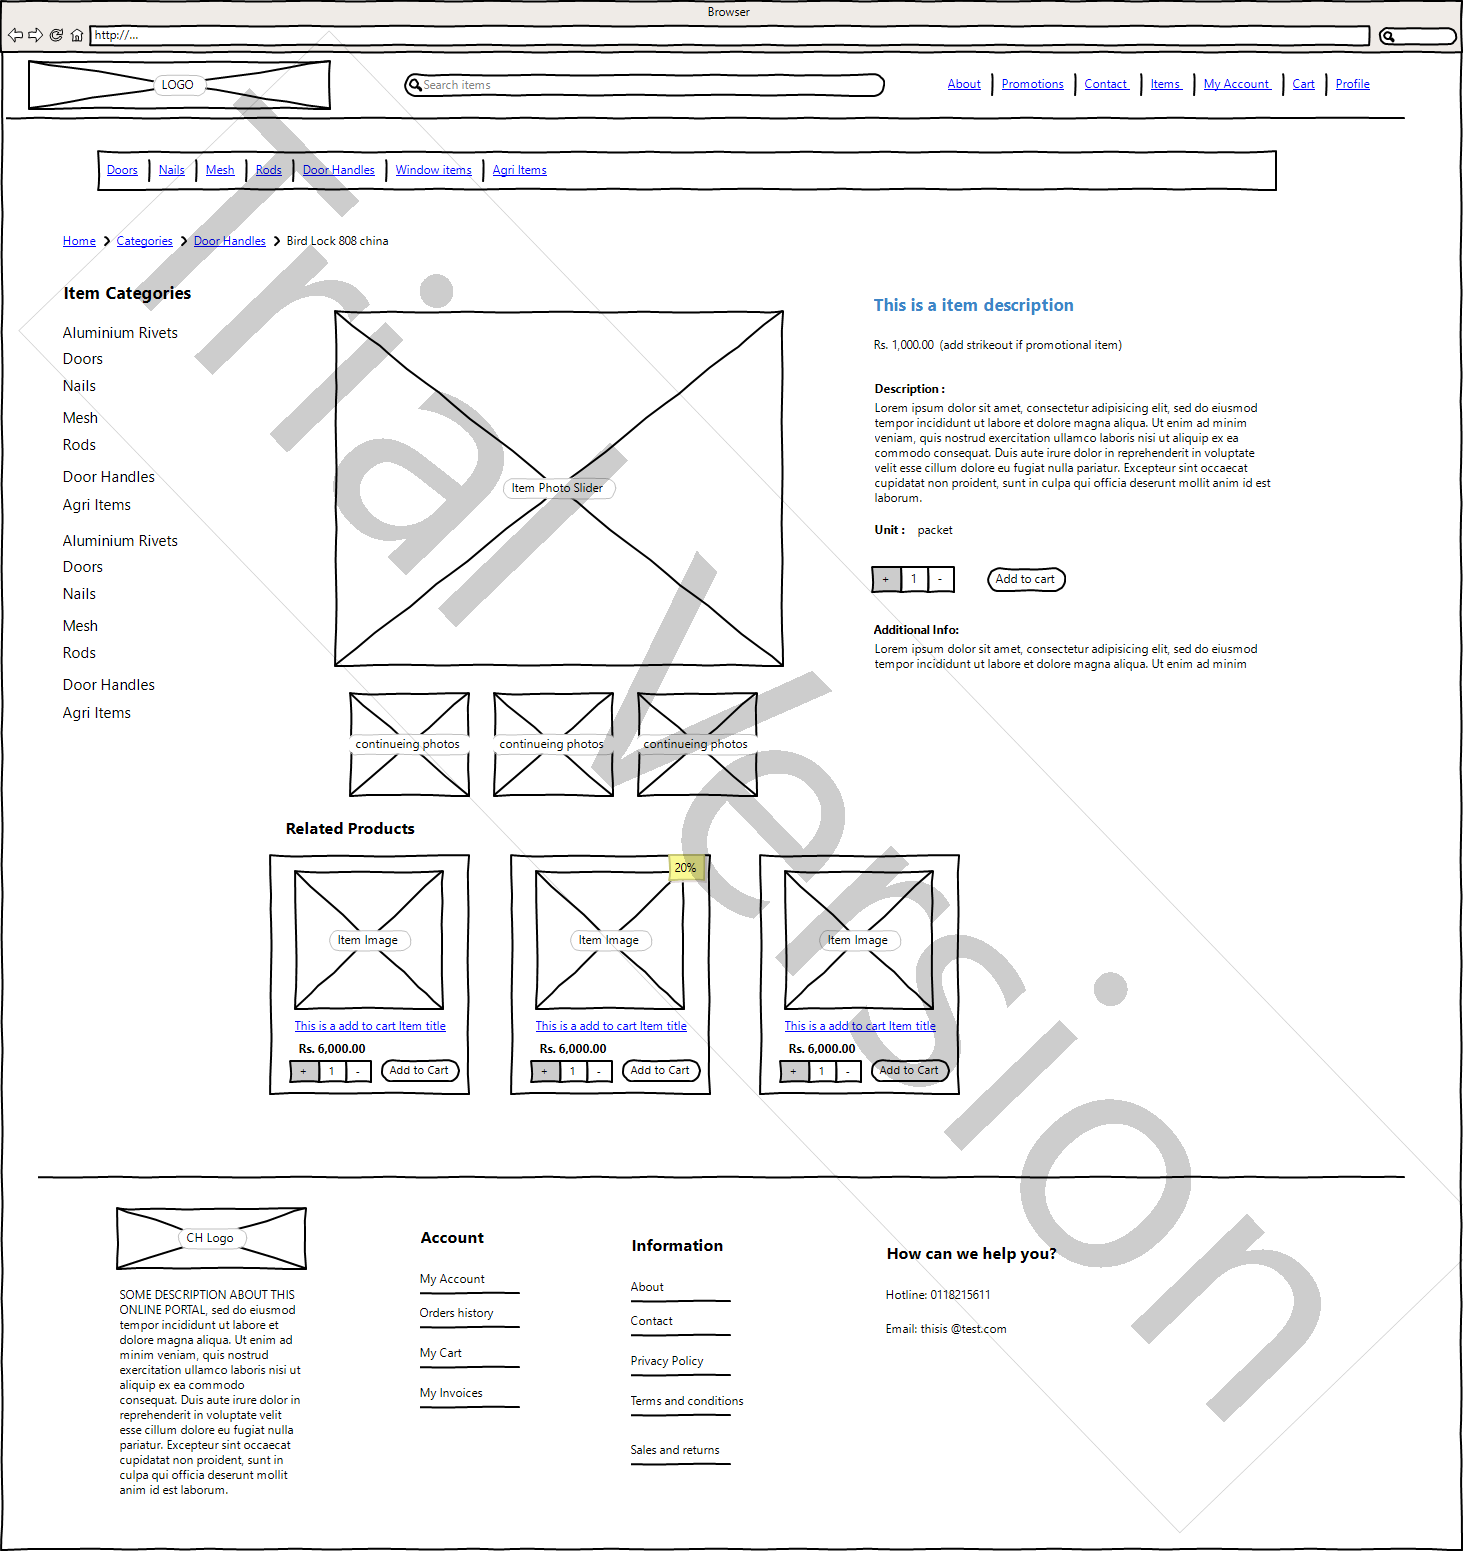 Browser
http://...
LOGO
Search items
About Promotions Contact Items My Account Cart Profile
Doors Nails Mesh Rods Door Handles Window items Agri Items
Home Categories Door Handles Bird Lock 808 china
Item Categories
Aluminium Rivets
Doors
Nails
Mesh
Rods
Door Handles
Agri Items
Aluminium Rivets
Doors
Nails
Mesh
Rods
Door Handles
Agri Items
Item Photo Slider
continueing photos continueing photos continueing photos
This is a item description
Rs. 1,000.00 (add strikeout if promotional item)
Description :
Lorem ipsum dolor sit amet, consectetur adipisicing elit, sed do eiusmod
tempor incididunt ut labore et dolore magna aliqua. Ut enim ad minim
veniam, quis nostrud exercitation ullamco laboris nisi ut aliquip ex ea
commodo consequat. Duis aute irure dolor in reprehenderit in voluptate
velit esse cillum dolore eu fugiat nulla pariatur. Excepteur sint occaecat
cupidatat non proident, sunt in culpa qui officia deserunt mollit anim id est
laborum.
Unit : packet
+ 1 - Add to cart
Additional Info:
Lorem ipsum dolor sit amet, consectetur adipisicing elit, sed do eiusmod
tempor incididunt ut labore et dolore magna aliqua. Ut enim ad minim
Related Products
Item Image
This is a add to cart Item title
Rs. 6,000.00
+ 1 - Add to Cart
20%
Item Image
This is a add to cart Item title
Rs. 6,000.00
+ 1 - Add to Cart
Item Image
This is a add to cart Item title
Rs. 6,000.00
+ 1 - Add to Cart
CH Logo
SOME DESCRIPTION ABOUT THIS
ONLINE PORTAL, sed do eiusmod
tempor incididunt ut labore et
dolore magna aliqua. Ut enim ad
minim veniam, quis nostrud
exercitation ullamco laboris nisi ut
aliquip ex ea commodo
consequat. Duis aute irure dolor in
reprehenderit in voluptate velit
esse cillum dolore eu fugiat nulla
pariatur. Excepteur sint occaecat
cupidatat non proident, sunt in
culpa qui officia deserunt mollit
anim id est laborum.
Account
My Account
Orders history
My Cart
My Invoices
Information
About
Contact
Privacy Policy
Terms and conditions
Sales and returns
How can we help you?
Hotline: 0118215611
Email: thisis @test.com
Trial Version